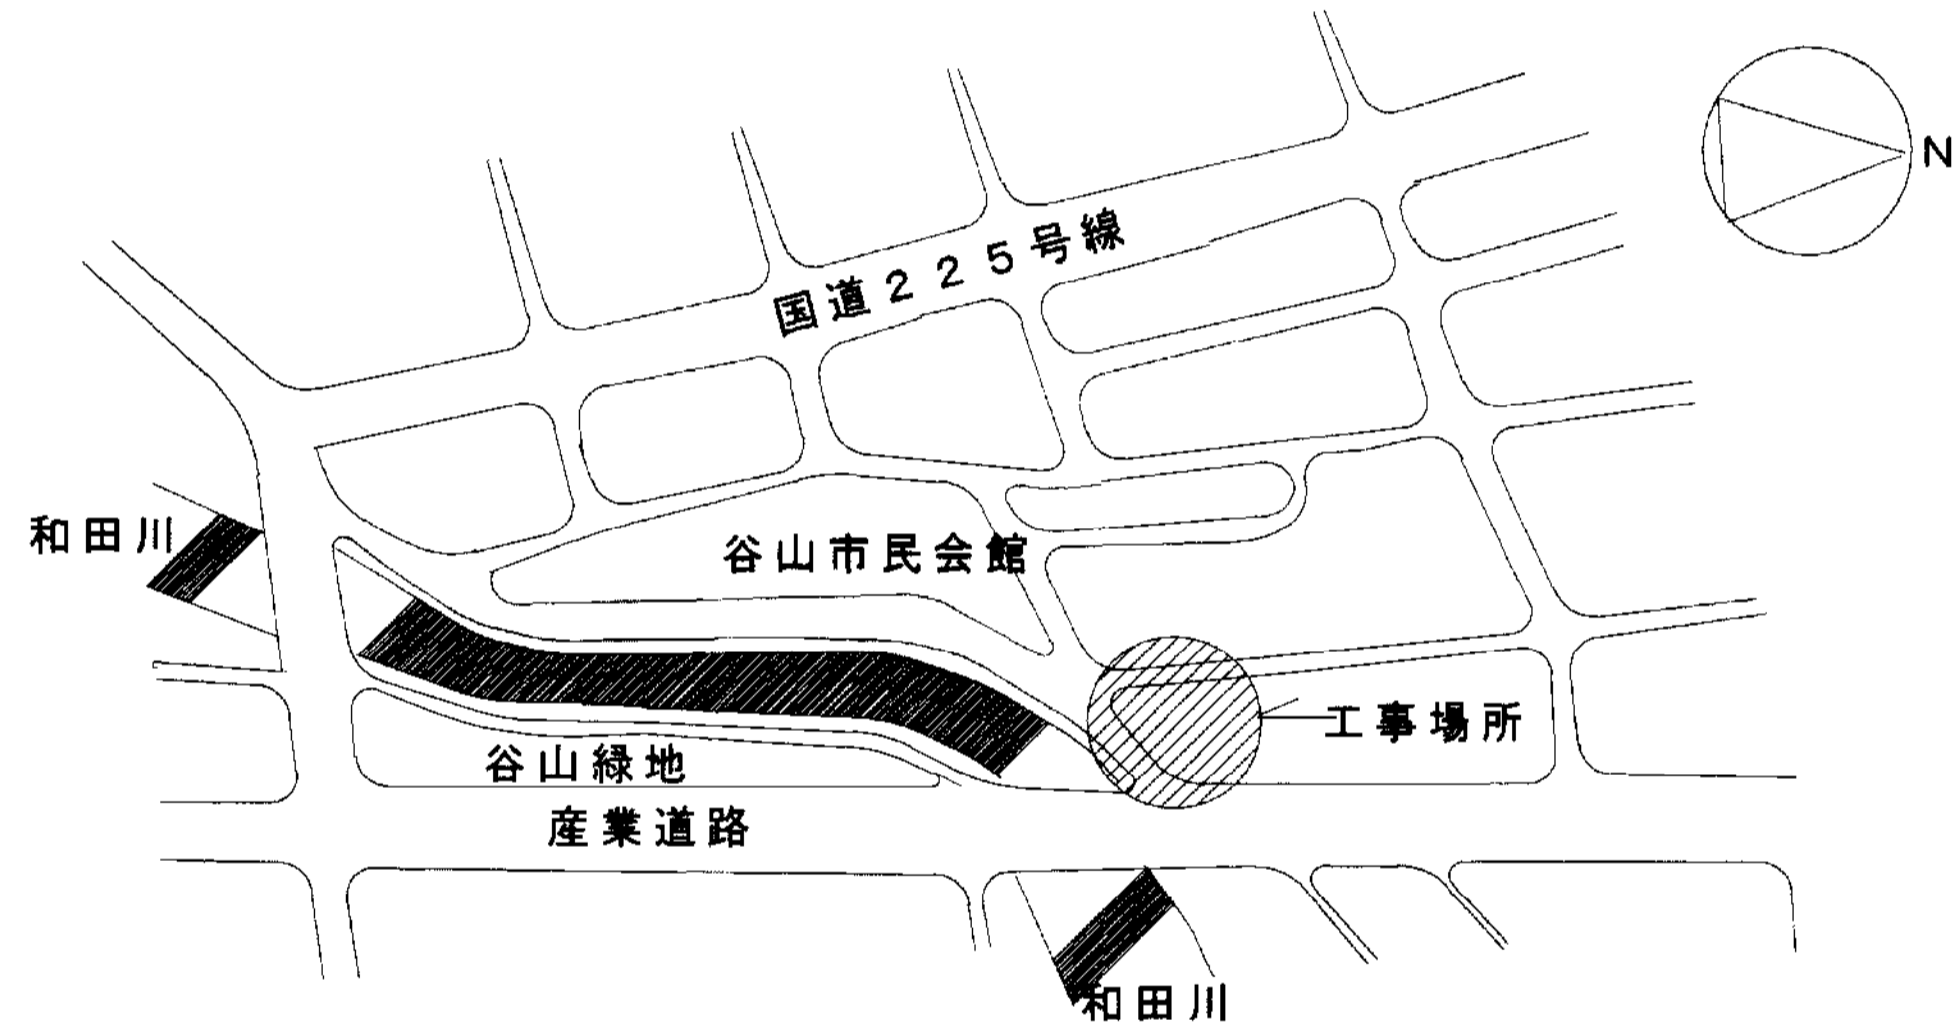 N
国道２２５号線
和田川
谷山市民会館
工事場所
谷山緑地
産業道路
和田川